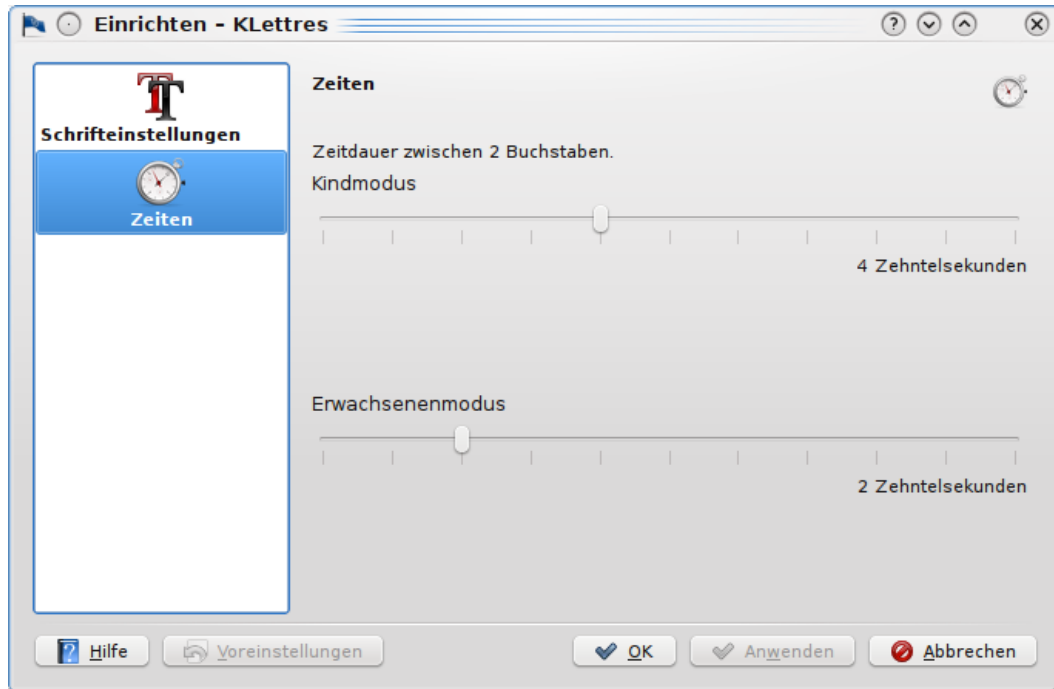 Einrichten - KLettres
Schrifteinstellungen
Zeiten
Zeiten
Zeitdauer zwischen 2 Buchstaben.
Kindmodus
4 Zehntelsekunden
Erwachsenenmodus
2 Zehntelsekunden
Hilfe
Voreinstellungen
OK
Anwenden
Abbrechen